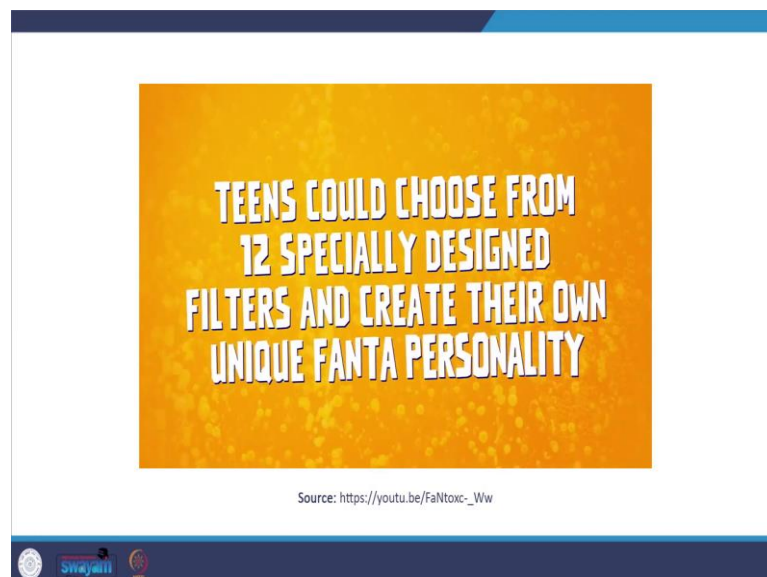 TEENS COULD CHOOSE FROM
12 SPECIALLY DESIGNED
FILTERS AND CREATE THEIR OWN
UNIQUE FANTA PERSONALITY
Source: https://youtu.be/FaNtoxc-_Ww
swayam